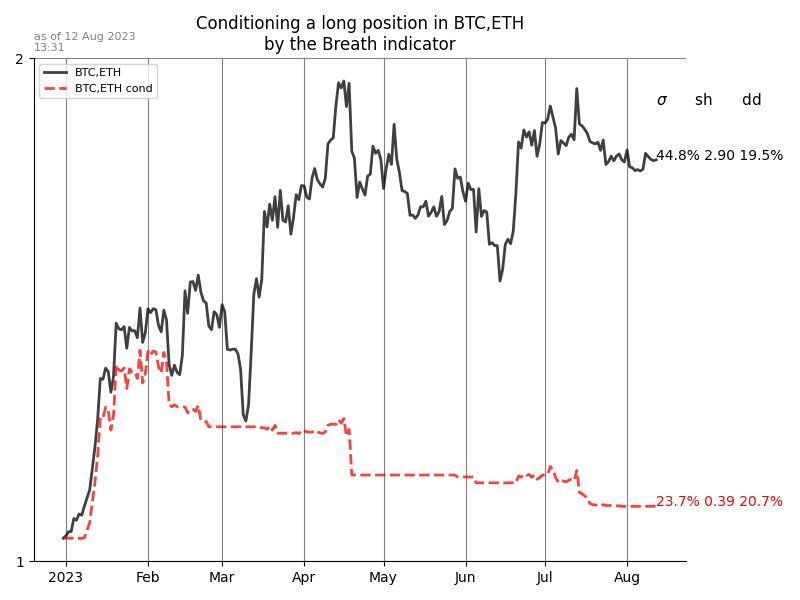 Conditioning a long position in BTC,ETH
by the Breath indicator
as of 12 Aug 2023
13:31
2
BTC,ETH
BTC,ETH cond
σ sh dd
44.8% 2.90 19.5%
23.7% 0.39 20.7%
1
2023 Feb Mar Apr May Jun Jul Aug